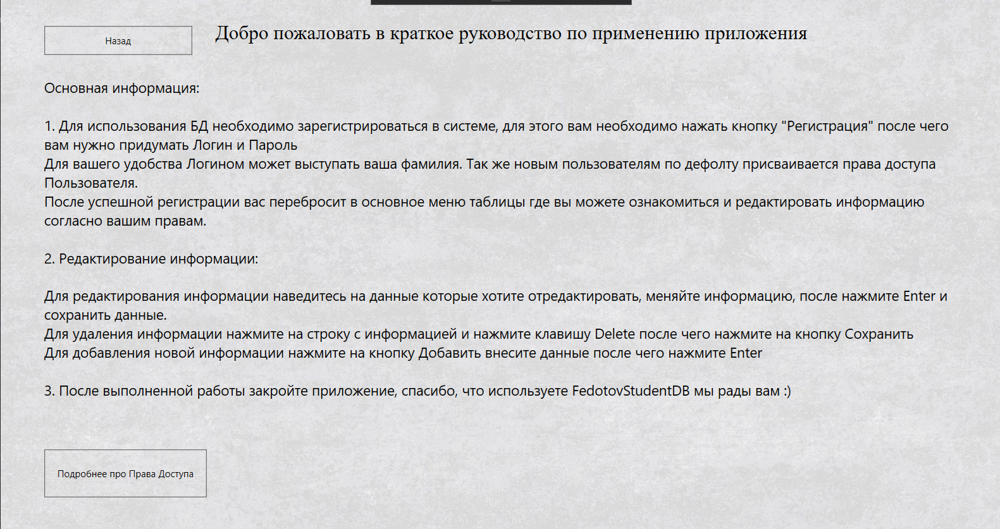 Назад
Добро пожаловать в краткое руководство по применению приложения
Основная информация:
1. Для использования БД необходимо зарегистрироваться в системе, для этого вам необходимо нажать кнопку "Регистрация" после чего
вам нужно придумать Логин и Пароль
Для вашего удобства Логином может выступать ваша фамилия. Так же новым пользователям по дефолту присваивается права доступа
Пользователя.
После успешной регистрации вас перебросит в основное меню таблицы где вы можете ознакомиться и редактировать информацию
согласно вашим правам.
2. Редактирование информации:
Для редактирования информации наведитесь на данные которые хотите отредактировать, меняйте информацию, после нажмите Enter и
сохранить данные.
Для удаления информации нажмите на строку с информацией и нажмите клавишу Delete после чего нажмите на кнопку Сохранить
Для добавления новой информации нажмите на кнопку Добавить внесите данные после чего нажмите Enter
3. После выполненной работы закройте приложение, спасибо, что используете FedotovStudentDB мы рады вам :)
Подробнее про Права Доступа